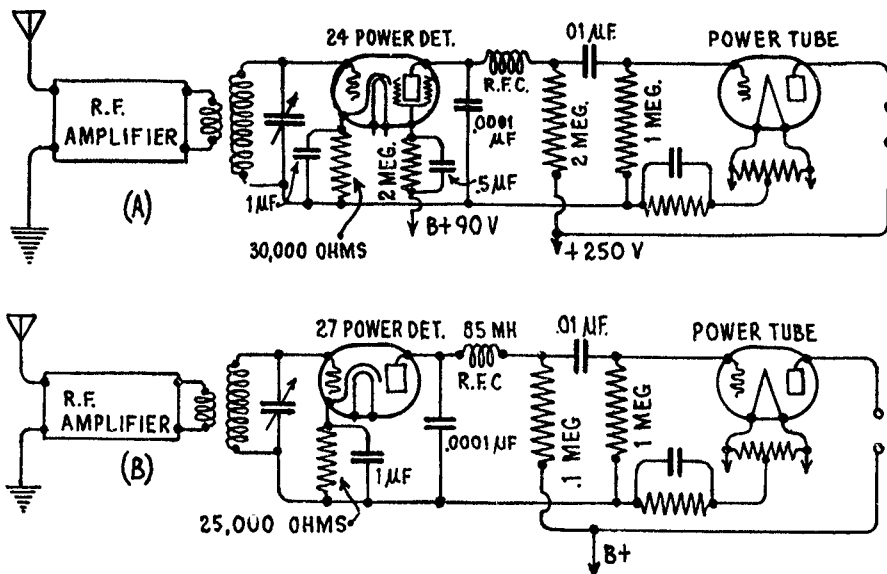 24 POWER DET.
.01 µF.
POWER TUBE
R.F.C.
R.F.
AMPLIFIER
.0001
µF
2 MEG.
1 MEG.
(A)
1 µF
2 MEG.
.5 µF
30,000 OHMS
B+90 V
+250 V
27 POWER DET.
85 MH
.01 µF.
POWER TUBE
R.F.C
R.F.
AMPLIFIER
.0001 µF
.1 MEG
1 MEG
(B)
1 µF
25,000 OHMS
B+